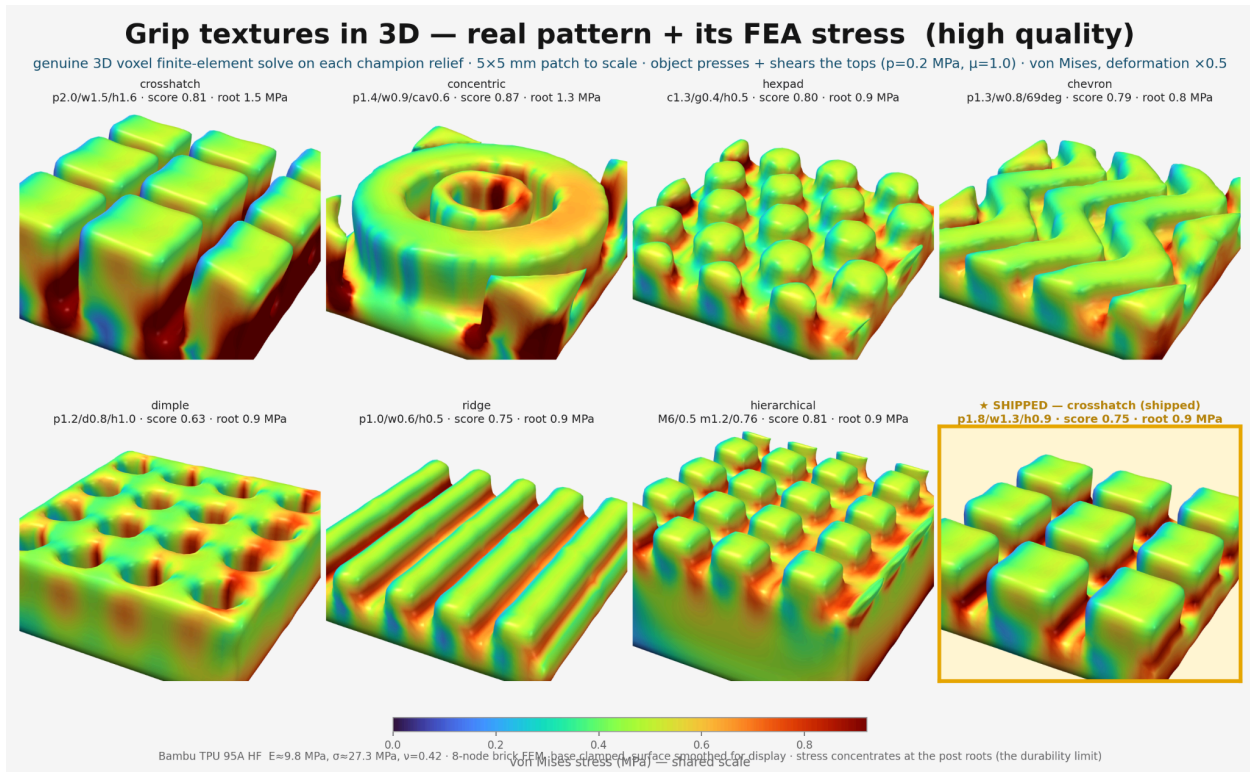 Grip textures in 3D — real pattern + its FEA stress  (high quality)
genuine 3D voxel finite-element solve on each champion relief · 5×5 mm patch to scale · object presses + shears the tops (p=0.2 MPa, μ=1.0) · von Mises, deformation ×0.5
crosshatch
p2.0/w1.5/h1.6 · score 0.81 · root 1.5 MPa
concentric
p1.4/w0.9/cav0.6 · score 0.87 · root 1.3 MPa
hexpad
c1.3/g0.4/h0.5 · score 0.80 · root 0.9 MPa
chevron
p1.3/w0.8/69deg · score 0.79 · root 0.8 MPa
dimple
p1.2/d0.8/h1.0 · score 0.63 · root 0.9 MPa
ridge
p1.0/w0.6/h0.5 · score 0.75 · root 0.9 MPa
hierarchical
M6/0.5 m1.2/0.76 · score 0.81 · root 0.9 MPa
★ SHIPPED — crosshatch (shipped)
p1.8/w1.3/h0.9 · score 0.75 · root 0.9 MPa
0.0 0.2 0.4 0.6 0.8
Bambu TPU 95A HF  E≈9.8 MPa, σ≈27.3 MPa, ν=0.42 · 8-node brick FEM, base clamped, surface smoothed for display · stress concentrates at the post roots (the durability limit)
von Mises stress (MPa) — shared scale